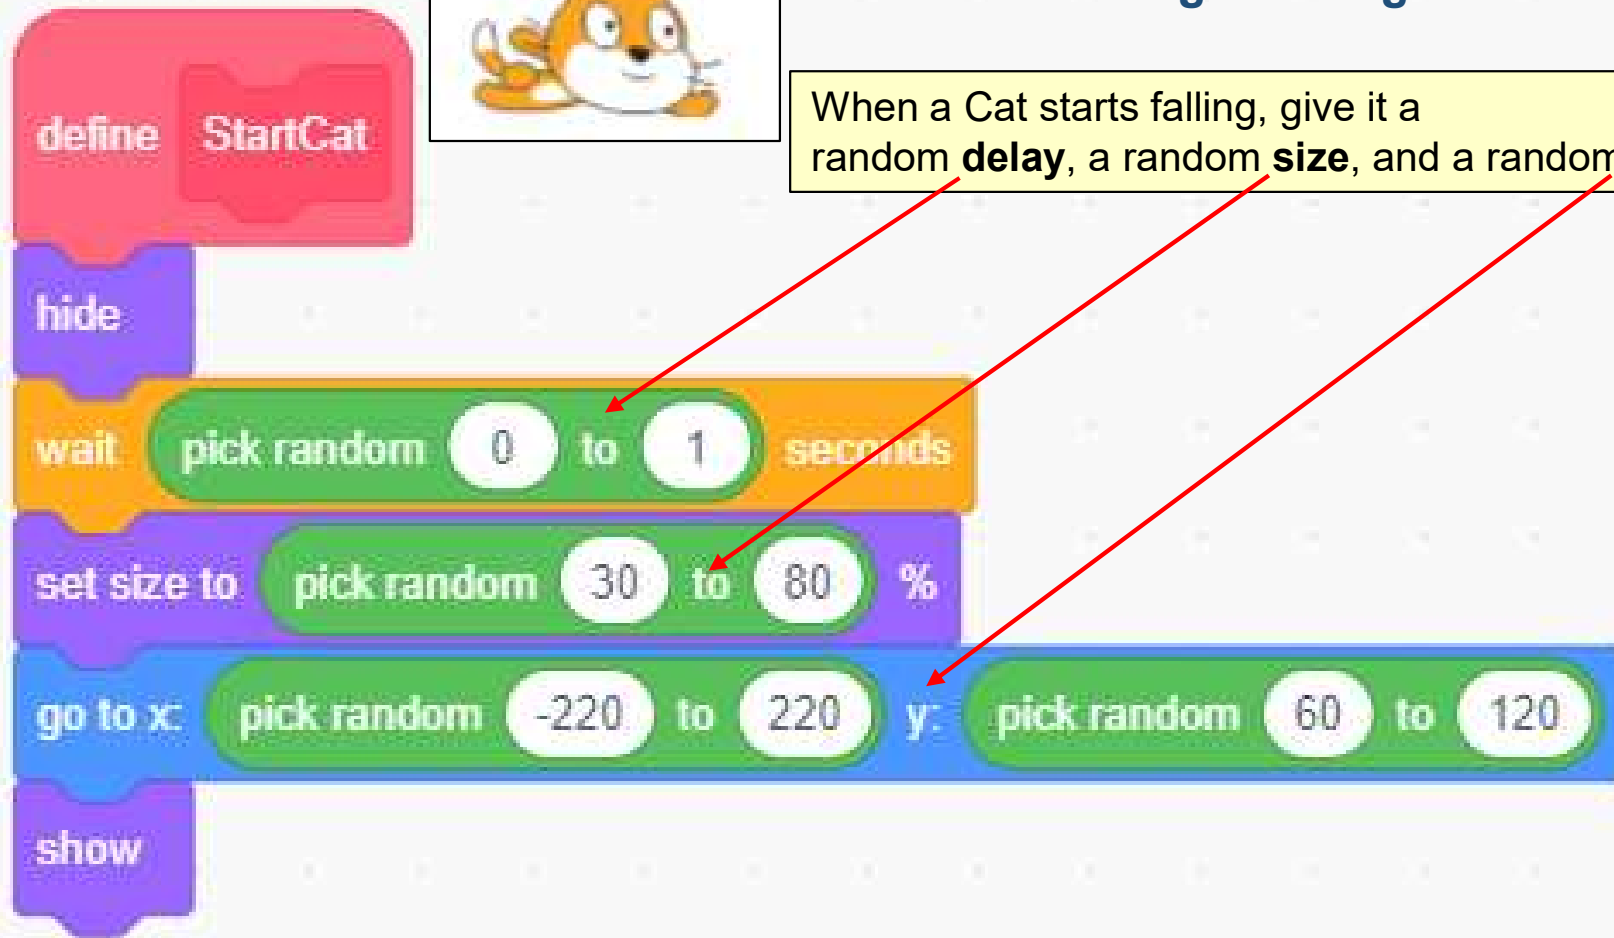 When a Cat starts falling, give it a
random delay, a random size, and a random
define StartCat
hide
wait pick random 0 to 1 seconds
set size to pick random 30 to 80 %
go to x: pick random -220 to 220 y: pick random 60 to 120
show